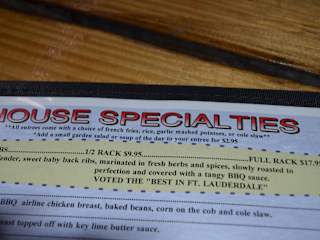 HOUSE SPECIALTIES
**All entrees come with a choice of french fries, rice, garlic mashed potatoes, or cole slaw**
*Add a small garden salad or soup of the day to your entree for $2.95
1/2 RACK $9.95 FULL RACK $17.95
ender, sweet baby back ribs, marinated in fresh herbs and spices, slowly roasted to
perfection and covered with a tangy BBQ sauce.
VOTED THE "BEST IN FT. LAUDERDALE"
BBQ airline chicken breast, baked beans, corn on the cob and cole slaw.
oast topped off with key lime butter sauce.